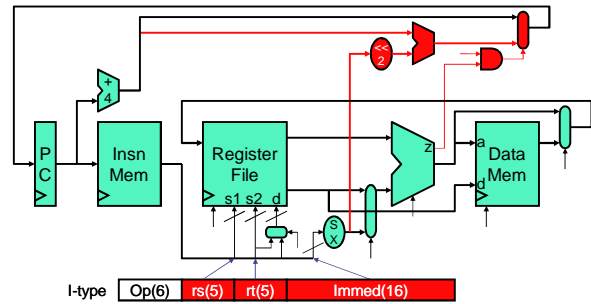 <<
2
+
4
P
C
Insn
Mem
Register
File
s1 s2 d
S
X
z
a
d
Data
Mem
I-type Op(6) rs(5) rt(5) Immed(16)